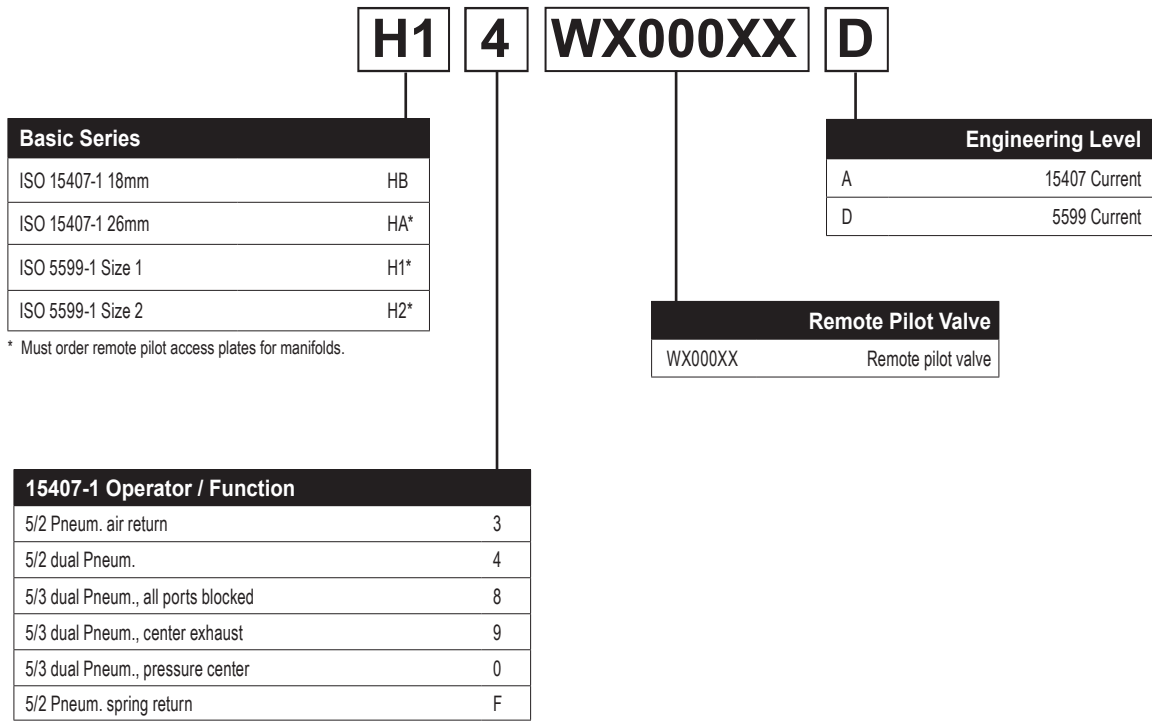 H1 4 WX000XX D
Basic Series
ISO 15407-1 18mm HB
ISO 15407-1 26mm HA*
ISO 5599-1 Size 1 H1*
ISO 5599-1 Size 2 H2*
* Must order remote pilot access plates for manifolds.
Engineering Level
A 15407 Current
D 5599 Current
Remote Pilot Valve
WX000XX Remote pilot valve
15407-1 Operator / Function
5/2 Pneum. air return 3
5/2 dual Pneum. 4
5/3 dual Pneum., all ports blocked 8
5/3 dual Pneum., center exhaust 9
5/3 dual Pneum., pressure center 0
5/2 Pneum. spring return F